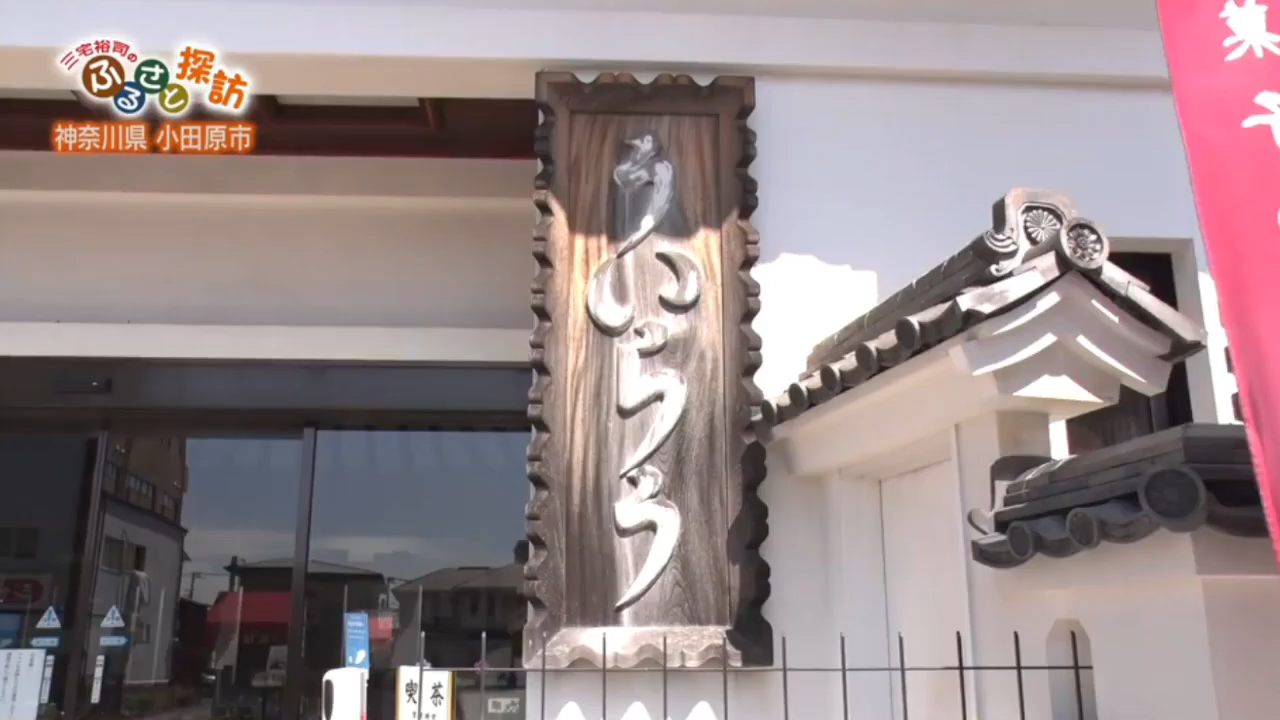 三宅裕司の
ふるさと探訪
神奈川県 小田原市
ういらう
喫茶